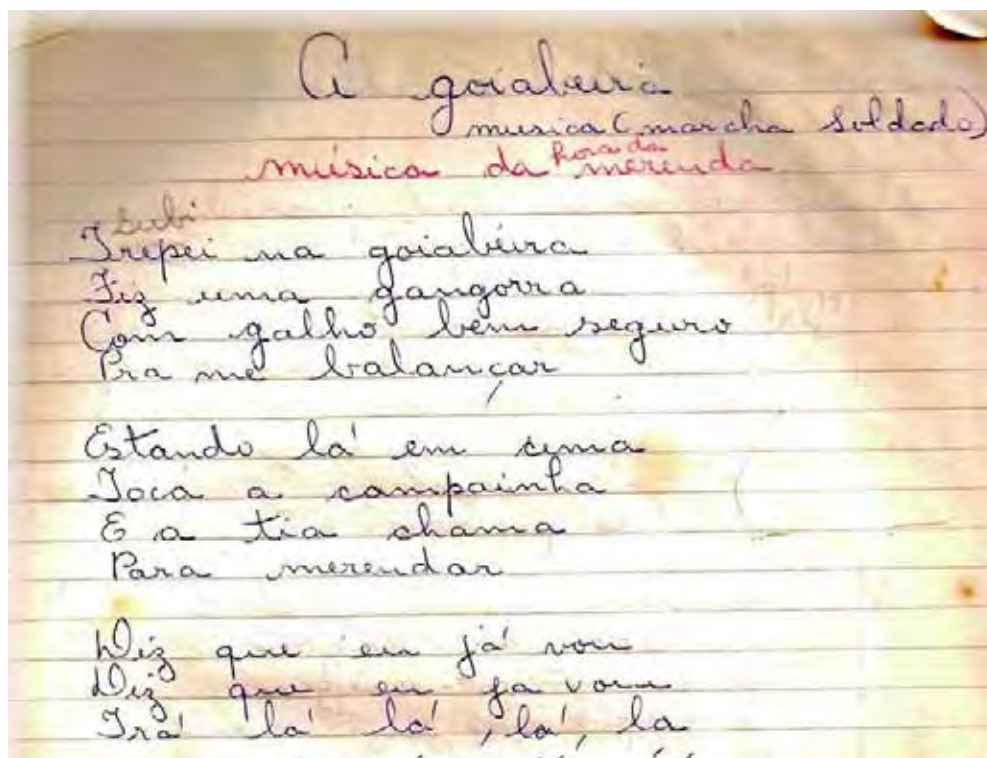 A goiabeira
musica (marcha soldado)
música da hora da merenda
subi
Trepei na goiabeira
Fiz uma gangorra
Com galho bem seguro
Pra me balançar
Estando lá em cima
Toca a campainha
E a tia chama
Para merendar
Diz que eu já vou
Diz que eu ja vou
Trá lá lá, lá, la